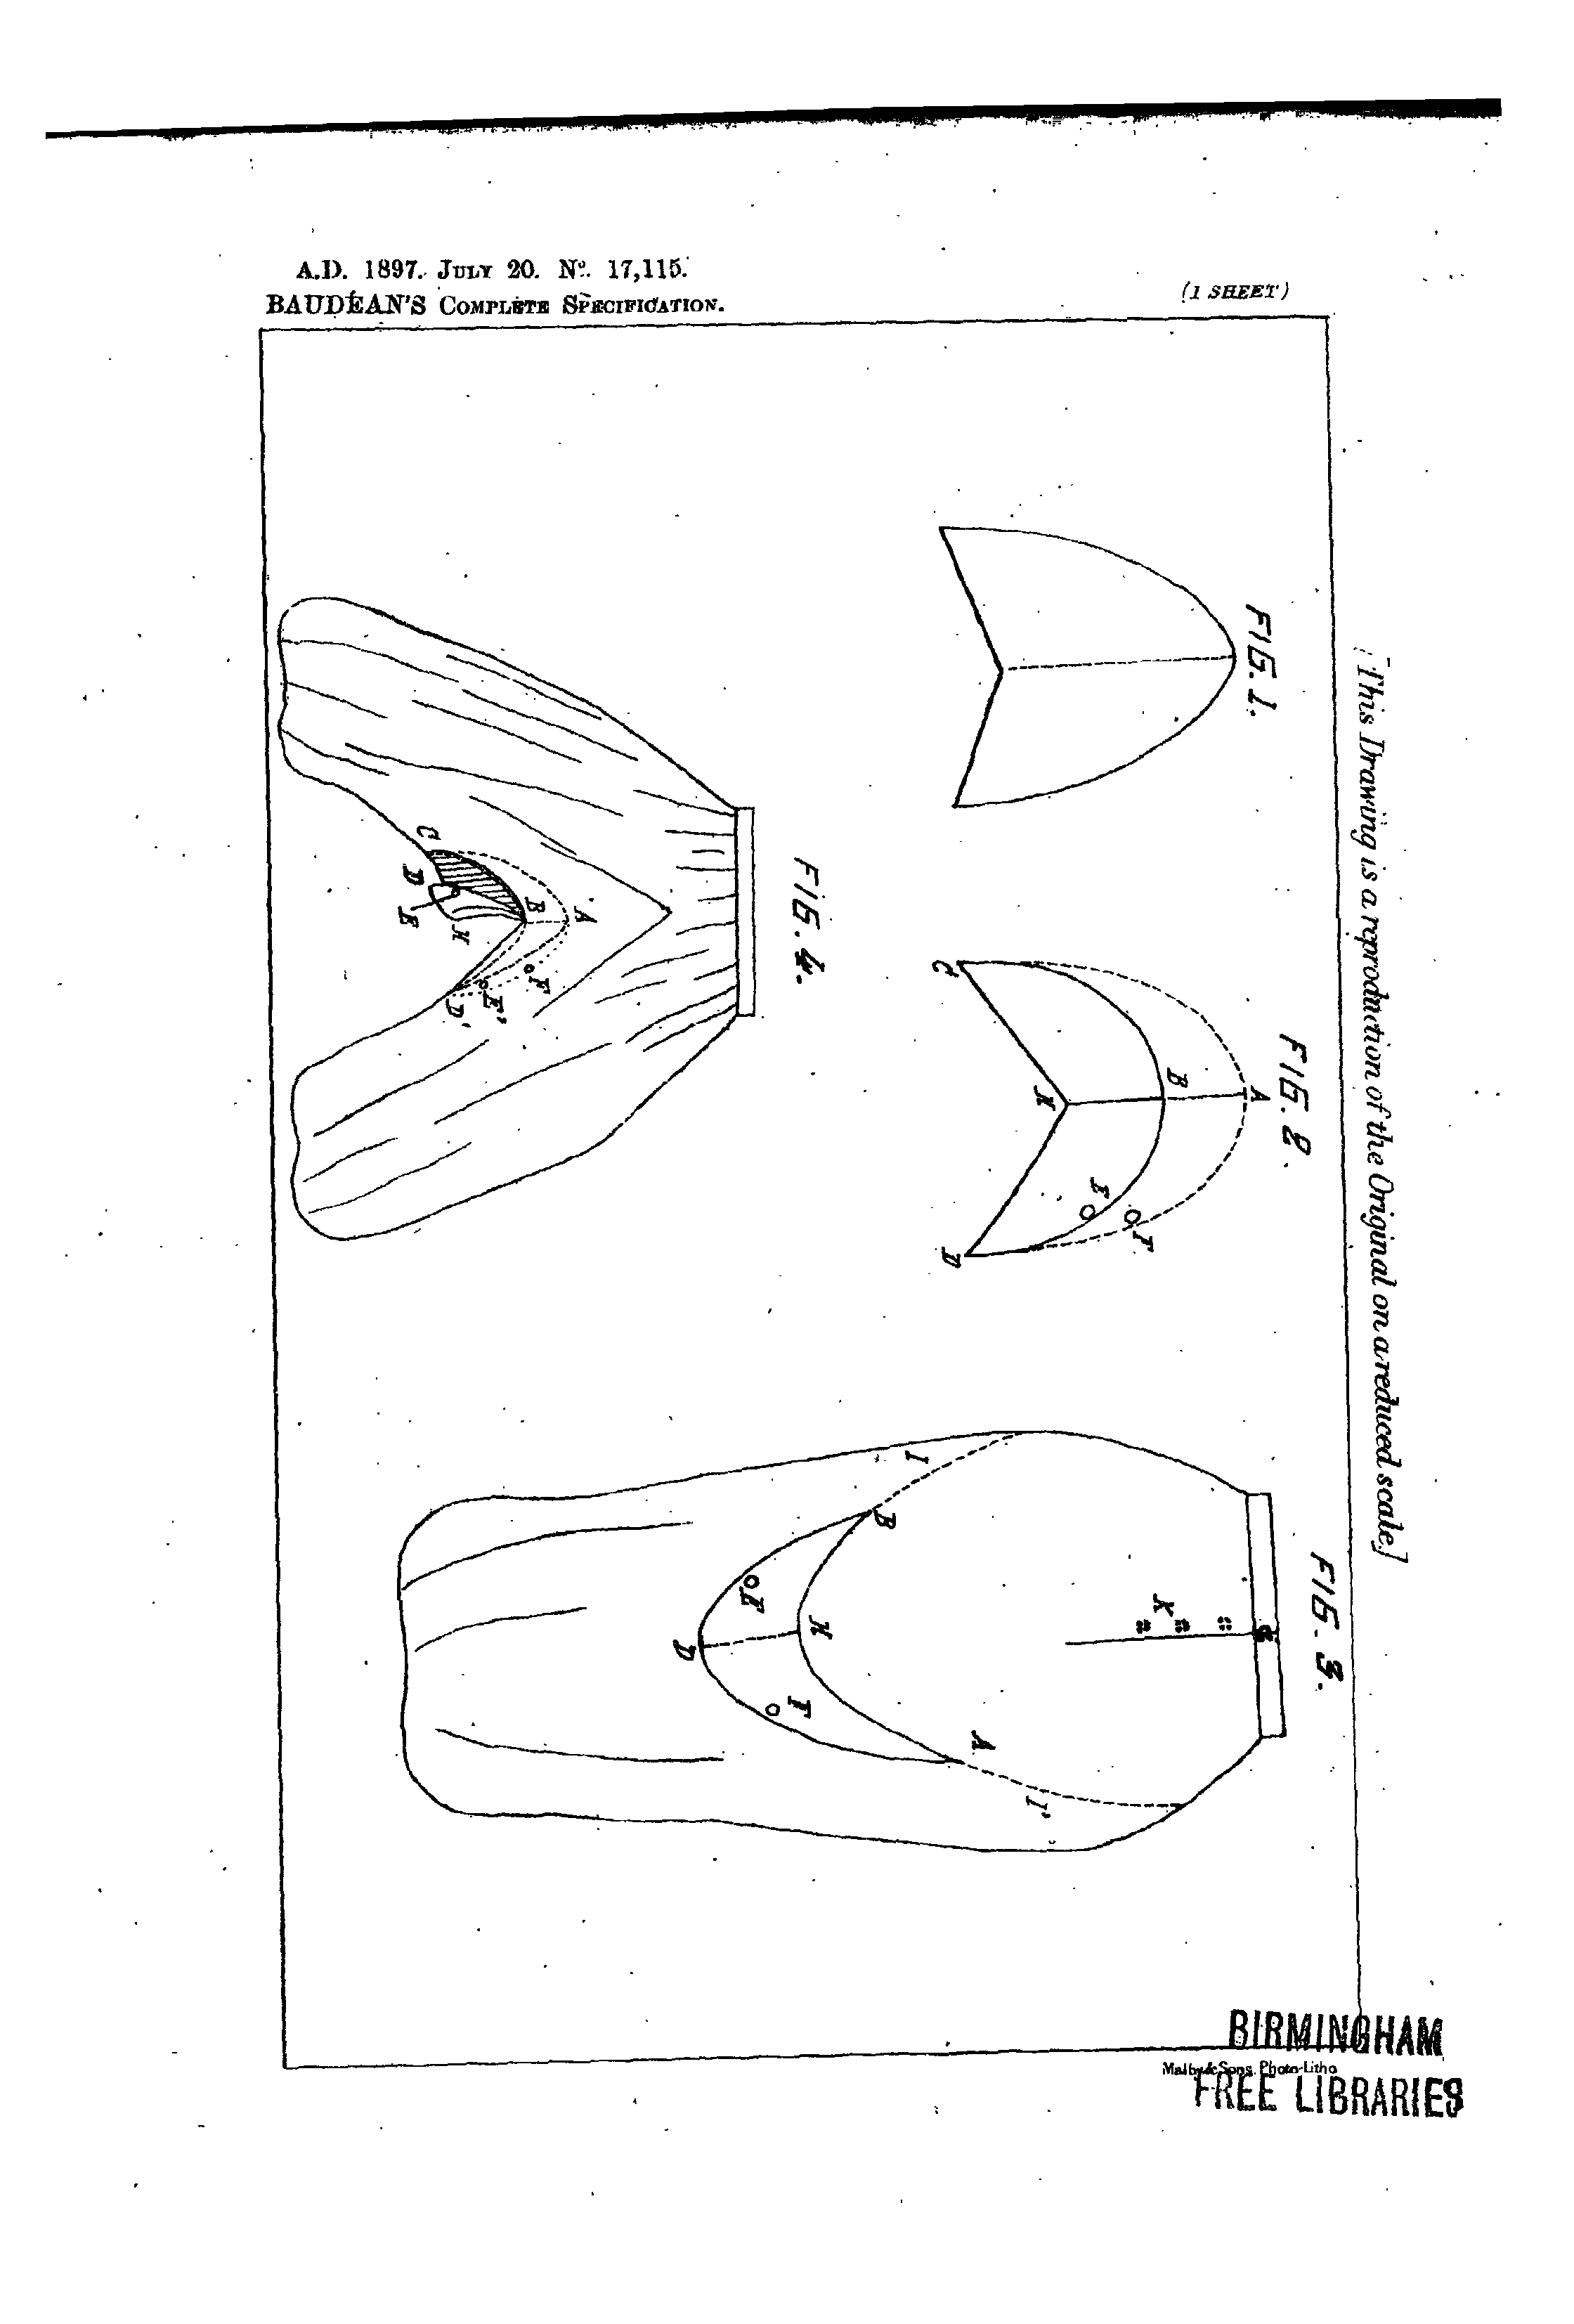 A.D. 1897. JULY 20. No. 17,115.
BAUDÉAN'S COMPLETE SPECIFICATION.
(1 SHEET)
[This Drawing is a reproduction of the Original on a reduced scale.]
FIG. 1.
FIG. 2.
A
B
C
H
E
F
D
FIG. 3.
K
I
B
E
H
D
F
A
I'
FIG. 4.
C
D
E
B
A
H
F
E'
D'
Malby & Sons, Photo-Litho
BIRMINGHAM
FREE LIBRARIES